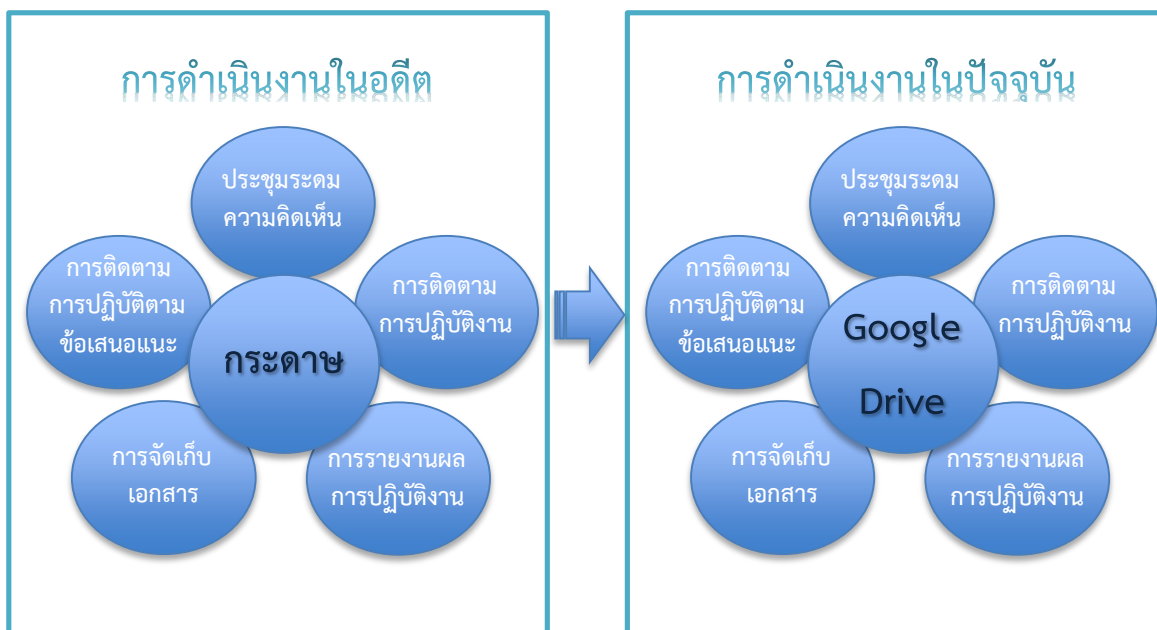 การดำเนินงานในอดีต
ประชุมระดม
ความคิดเห็น
การติดตาม
การปฏิบัติงาน
การรายงานผล
การปฏิบัติงาน
การจัดเก็บ
เอกสาร
การติดตาม
การปฏิบัติตาม
ข้อเสนอแนะ
กระดาษ
การดำเนินงานในปัจจุบัน
ประชุมระดม
ความคิดเห็น
การติดตาม
การปฏิบัติงาน
การรายงานผล
การปฏิบัติงาน
การจัดเก็บ
เอกสาร
การติดตาม
การปฏิบัติตาม
ข้อเสนอแนะ
Google
Drive